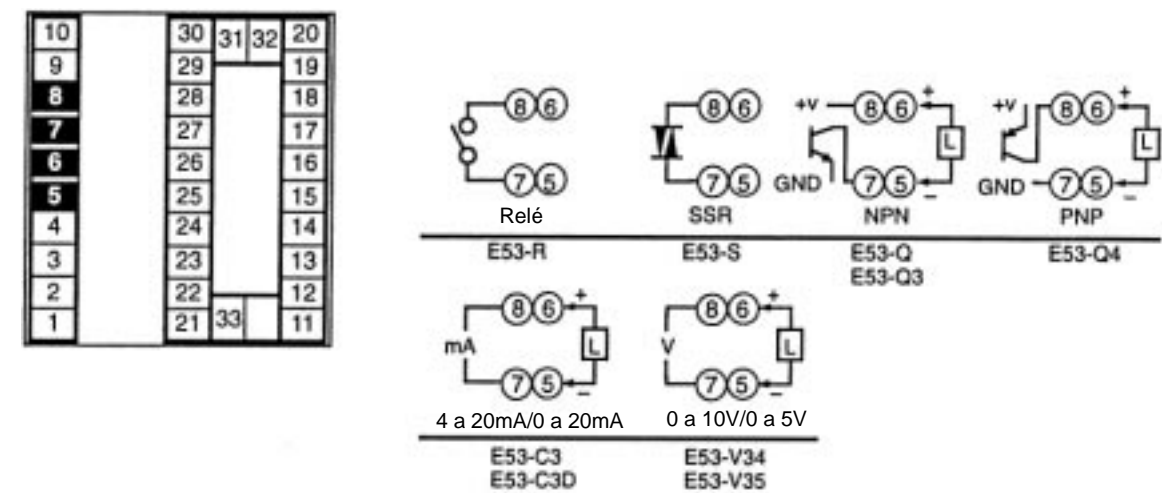 10 30 31 32 20
9 29 19
8 28 18
7 27 17
6 26 16
5 25 15
4 24 14
3 23 13
2 22 12
1 21 33 11
8 6
7 5
Relé
E53-R
8 6
7 5
SSR
E53-S
+v 8 6 +
L
GND 7 5 −
NPN
E53-Q
E53-Q3
+v 8 6 +
L
GND 7 5 −
PNP
E53-Q4
8 6 +
mA L
7 5 −
4 a 20mA/0 a 20mA
E53-C3
E53-C3D
8 6 +
V L
7 5 −
0 a 10V/0 a 5V
E53-V34
E53-V35